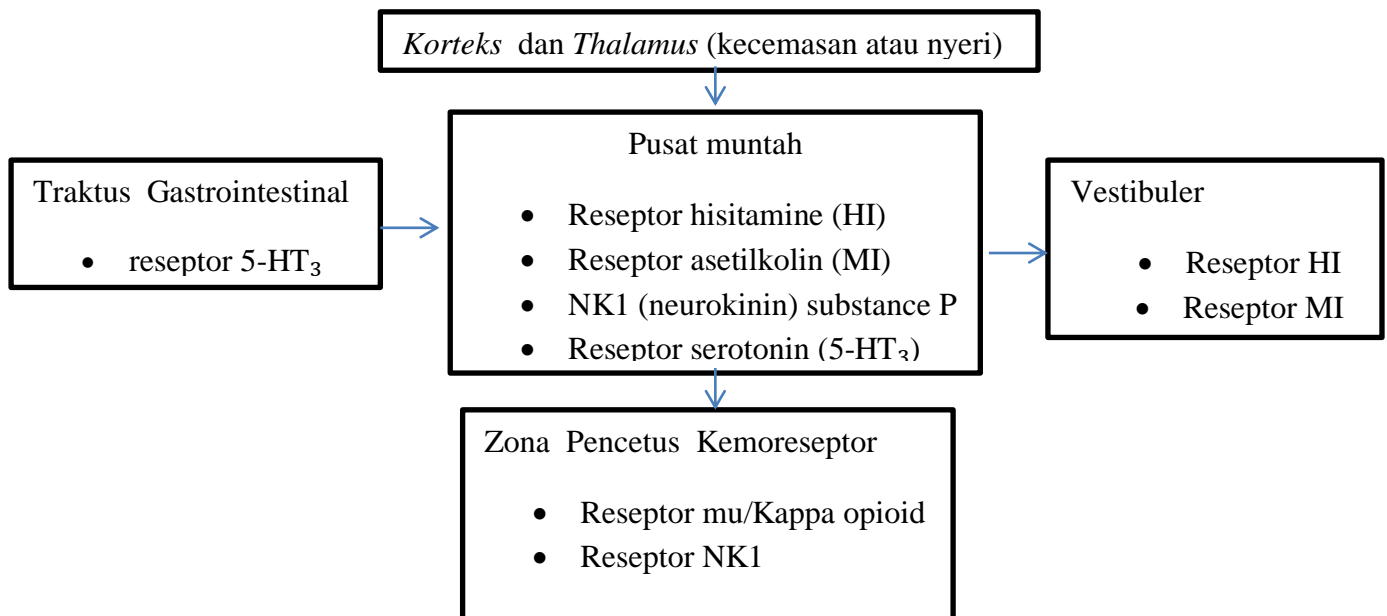 Korteks dan Thalamus (kecemasan atau nyeri)
Traktus Gastrointestinal
• reseptor 5-HT₃
Pusat muntah
• Reseptor hisitamine (HI)
• Reseptor asetilkolin (MI)
• NK1 (neurokinin) substance P
• Reseptor serotonin (5-HT₃)
Vestibuler
• Reseptor HI
• Reseptor MI
Zona Pencetus Kemoreseptor
• Reseptor mu/Kappa opioid
• Reseptor NK1